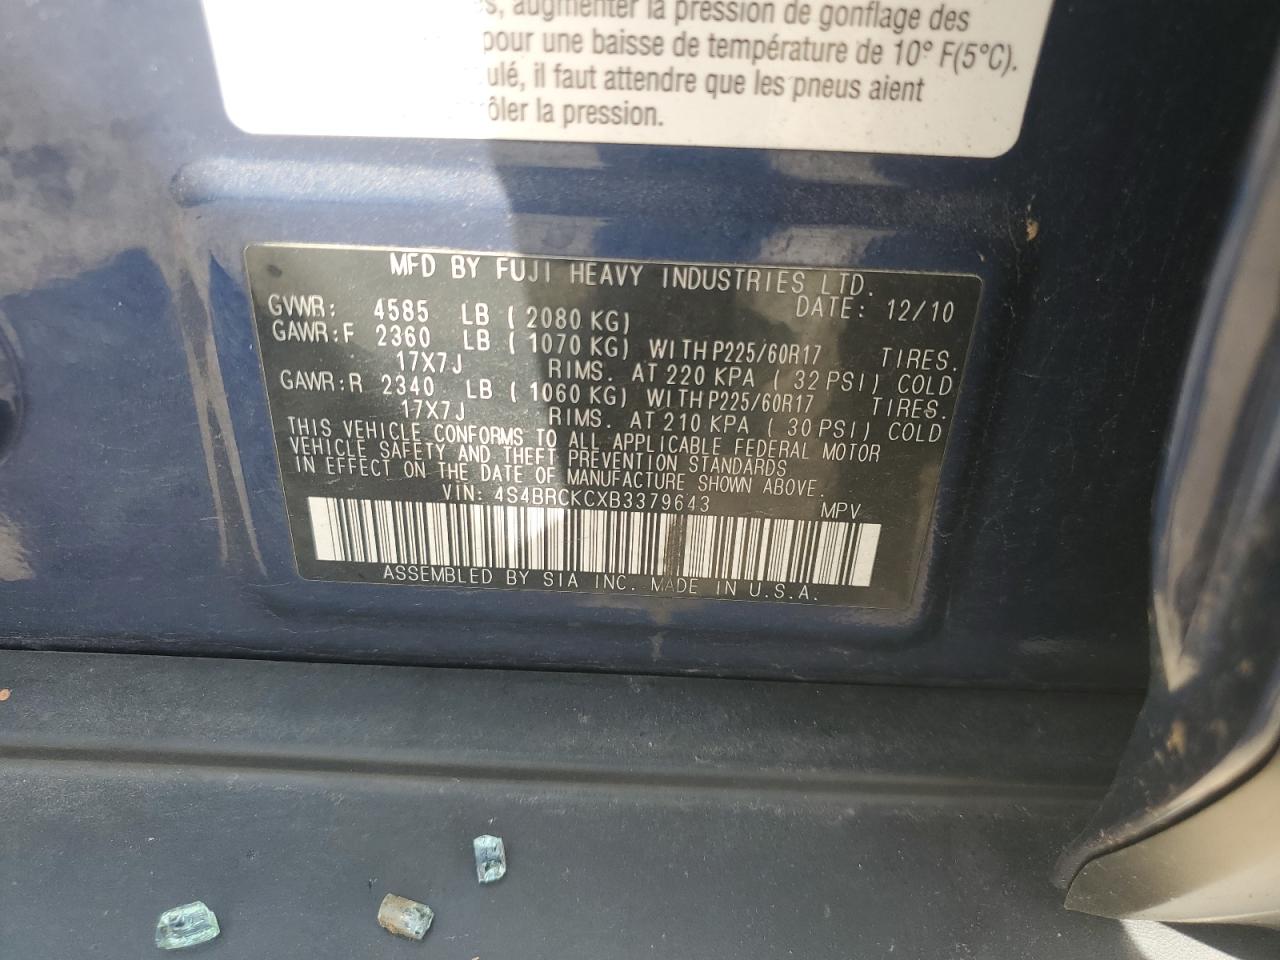 augmenter la pression de gonflage des
pour une baisse de température de 10° F(5°C).
ulé, il faut attendre que les pneus aient
ôler la pression.
MFD BY FUJI HEAVY INDUSTRIES LTD.
DATE: 12/10
GVWR: 4585 LB ( 2080 KG)
GAWR:F 2360 LB ( 1070 KG) WITH P225/60R17 TIRES.
17X7J RIMS. AT 220 KPA ( 32 PSI) COLD
GAWR:R 2340 LB ( 1060 KG) WITH P225/60R17 TIRES.
17X7J RIMS. AT 210 KPA ( 30 PSI) COLD
THIS VEHICLE CONFORMS TO ALL APPLICABLE FEDERAL MOTOR
VEHICLE SAFETY AND THEFT PREVENTION STANDARDS
IN EFFECT ON THE DATE OF MANUFACTURE SHOWN ABOVE.
VIN: 4S4BRCKCXB3379643 MPV
ASSEMBLED BY SIA INC. MADE IN U.S.A.